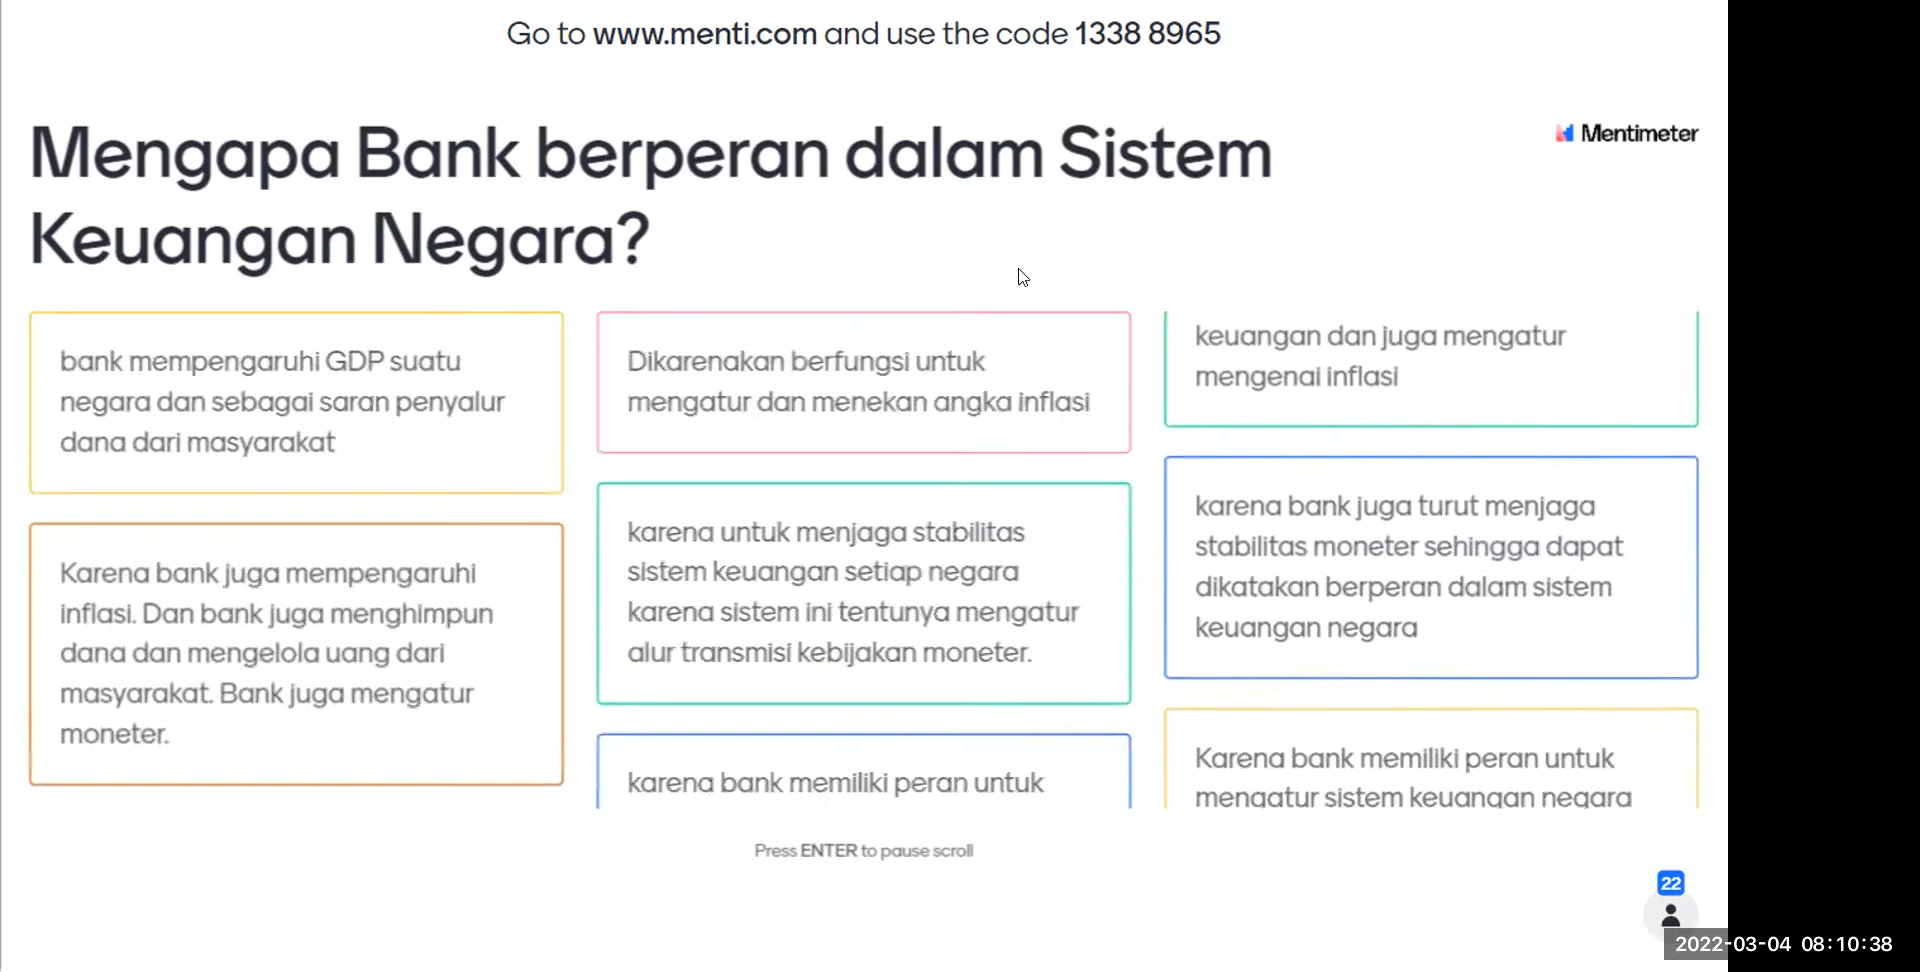 Go to www.menti.com and use the code 1338 8965
Mengapa Bank berperan dalam Sistem
Keuangan Negara?
Mentimeter
bank mempengaruhi GDP suatu
negara dan sebagai saran penyalur
dana dari masyarakat
Karena bank juga mempengaruhi
inflasi. Dan bank juga menghimpun
dana dan mengelola uang dari
masyarakat. Bank juga mengatur
moneter.
Dikarenakan berfungsi untuk
mengatur dan menekan angka inflasi
karena untuk menjaga stabilitas
sistem keuangan setiap negara
karena sistem ini tentunya mengatur
alur transmisi kebijakan moneter.
karena bank memiliki peran untuk
keuangan dan juga mengatur
mengenai inflasi
karena bank juga turut menjaga
stabilitas moneter sehingga dapat
dikatakan berperan dalam sistem
keuangan negara
Karena bank memiliki peran untuk
mengatur sistem keuangan negara
Press ENTER to pause scroll
22
2022-03-04 08:10:38